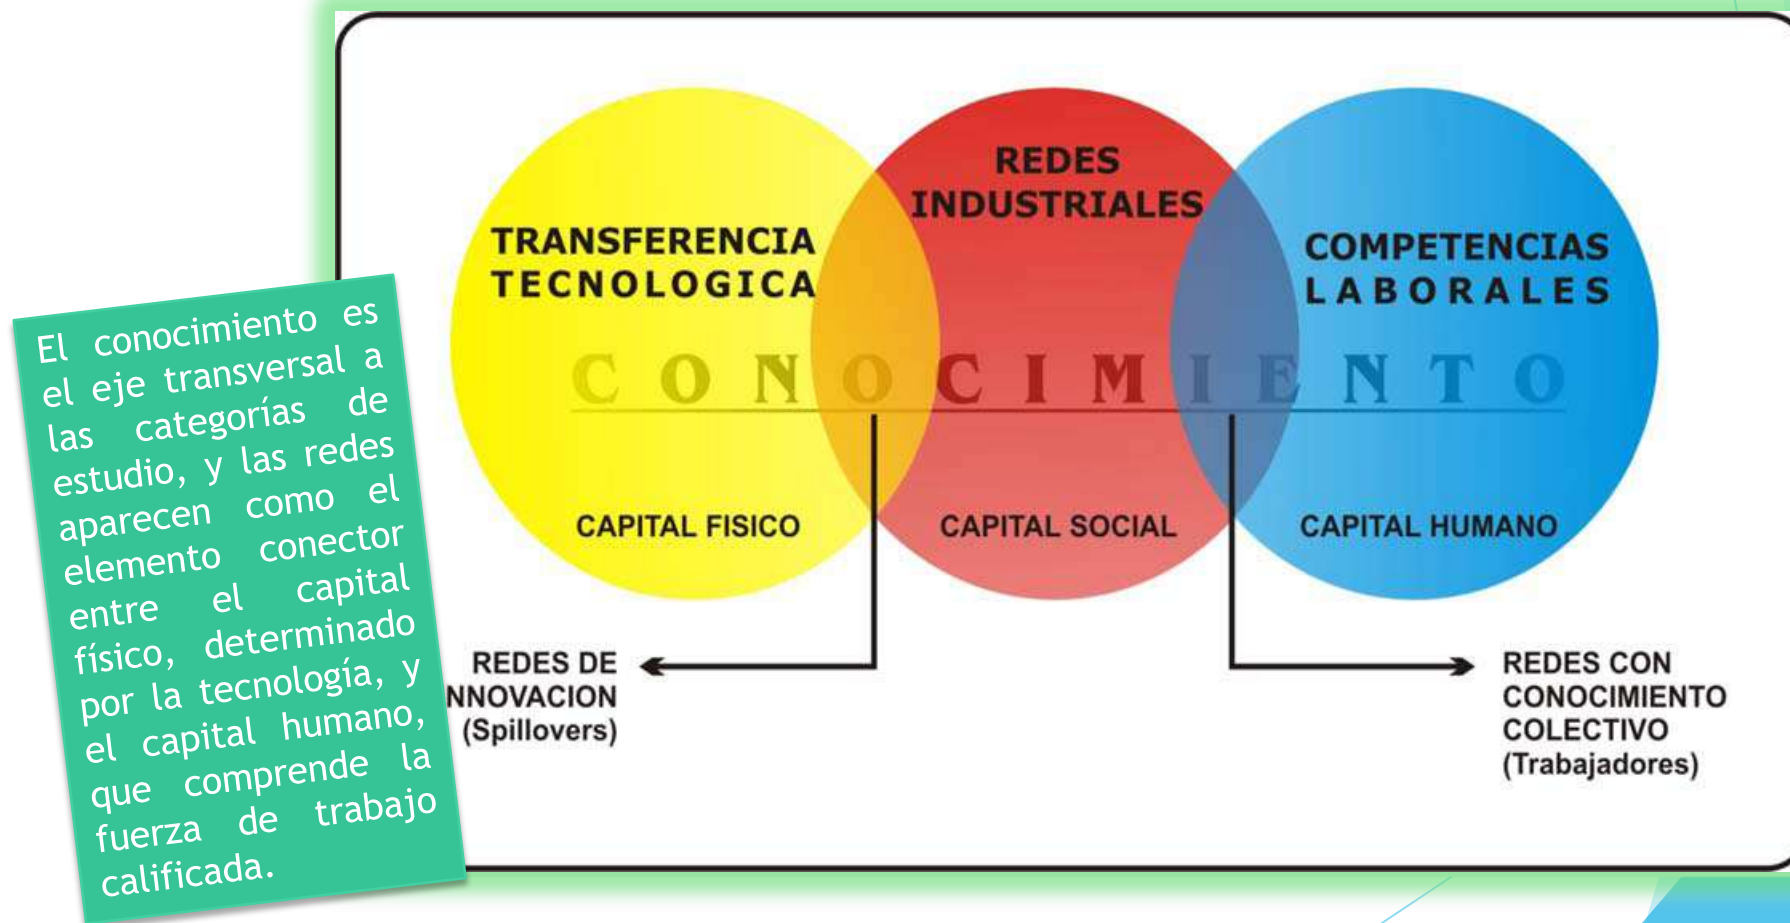 El conocimiento es
el eje transversal a
las categorías de
estudio, y las redes
aparecen como el
elemento conector
entre el capital
físico, determinado
por la tecnología, y
el capital humano,
que comprende la
fuerza de trabajo
calificada.
TRANSFERENCIA
TECNOLOGICA
REDES
INDUSTRIALES
COMPETENCIAS
LABORALES
CONOCIMIENTO
CAPITAL FISICO
CAPITAL SOCIAL
CAPITAL HUMANO
REDES DE
NNOVACION
(Spillovers)
REDES CON
CONOCIMIENTO
COLECTIVO
(Trabajadores)